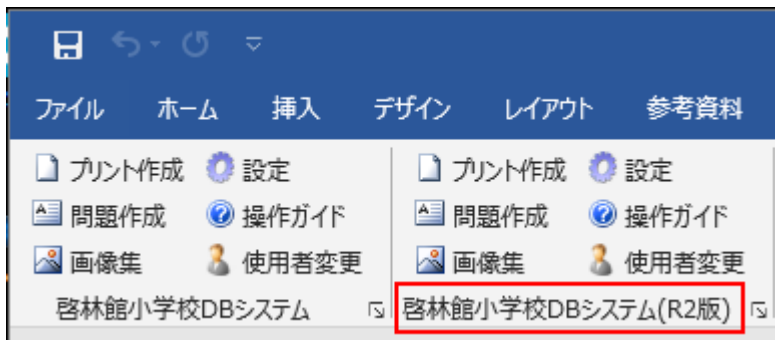 ファイル ホーム 挿入 デザイン レイアウト 参考資料
プリント作成 設定 プリント作成 設定
問題作成 操作ガイド 問題作成 操作ガイド
画像集 使用者変更 画像集 使用者変更
啓林館小学校DBシステム 啓林館小学校DBシステム(R2版)